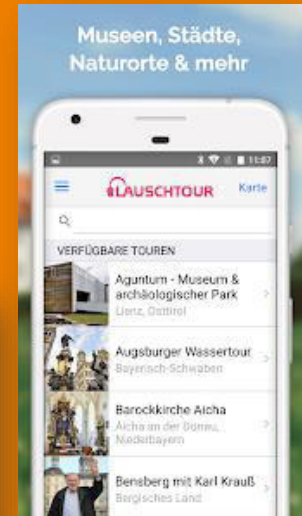 Museen, Städte,
Naturorte & mehr
11:07
LAUSCHTOUR
Karte
VERFÜGBARE TOUREN
Aguntum - Museum &
archäologischer Park
Lienz, Osttirol
Augsburger Wassertour
Bayerisch-Schwaben
Barockkirche Aicha
Aicha an der Donau,
Niederbayern
Bensberg mit Karl Krauß
Bergisches Land